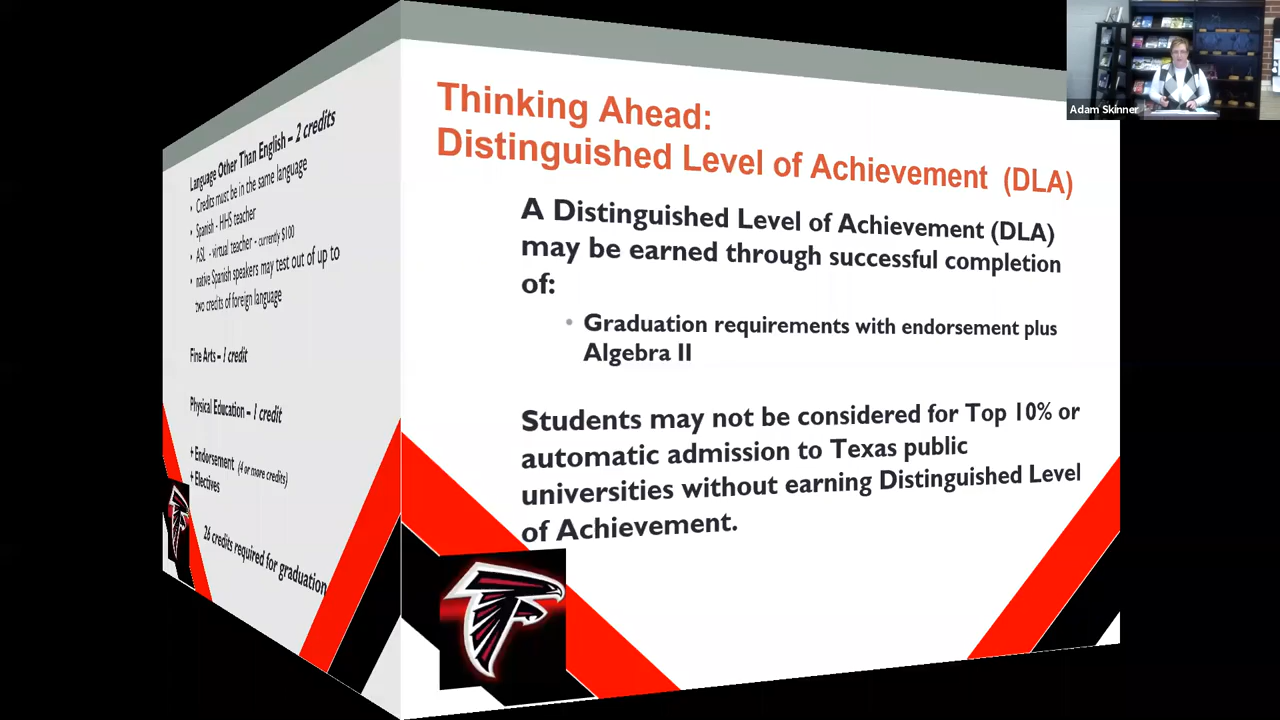 Language Other Than English – 2 credits
• Credits must be in the same language
• Spanish - HHS teacher
• ASL - virtual teacher - currently $100
• native Spanish speakers may test out of up to
two credits of foreign language
Fine Arts – 1 credit
Physical Education – 1 credit
+ Endorsement (4 or more credits)
+ Electives
26 credits required for graduation
Thinking Ahead:
Distinguished Level of Achievement (DLA)
A Distinguished Level of Achievement (DLA)
may be earned through successful completion
of:
• Graduation requirements with endorsement plus
Algebra II
Students may not be considered for Top 10% or
automatic admission to Texas public
universities without earning Distinguished Level
of Achievement.
Adam Skinner